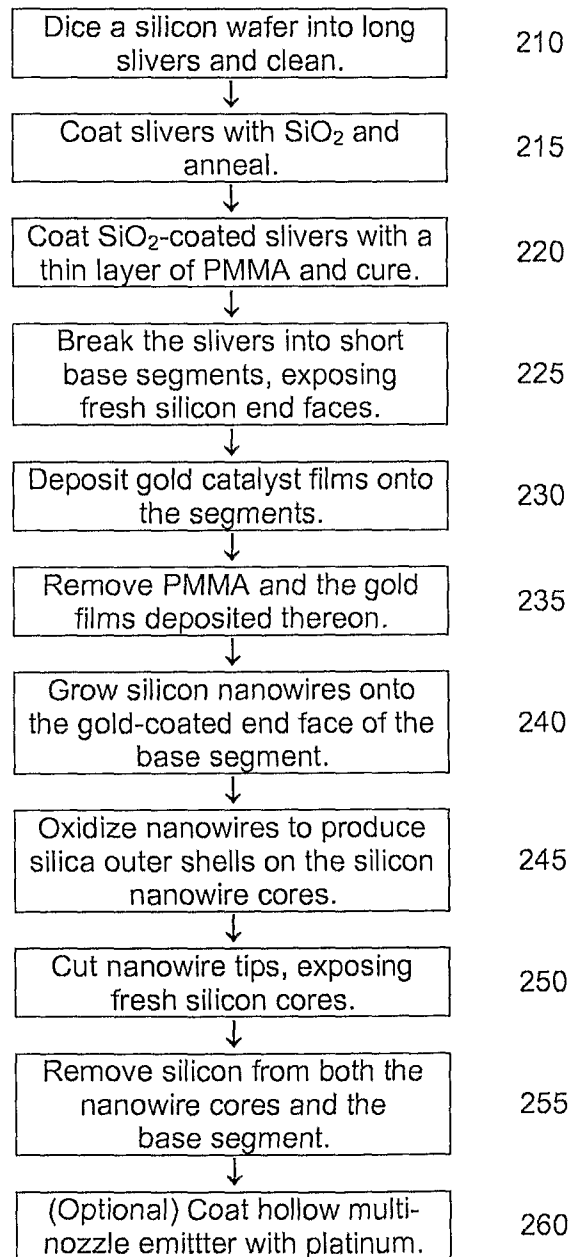 Dice a silicon wafer into long
slivers and clean.
210
Coat slivers with SiO₂ and
anneal.
215
Coat SiO₂-coated slivers with a
thin layer of PMMA and cure.
220
Break the slivers into short
base segments, exposing
fresh silicon end faces.
225
Deposit gold catalyst films onto
the segments.
230
Remove PMMA and the gold
films deposited thereon.
235
Grow silicon nanowires onto
the gold-coated end face of the
base segment.
240
Oxidize nanowires to produce
silica outer shells on the silicon
nanowire cores.
245
Cut nanowire tips, exposing
fresh silicon cores.
250
Remove silicon from both the
nanowire cores and the
base segment.
255
(Optional) Coat hollow multi-
nozzle emittter with platinum.
260